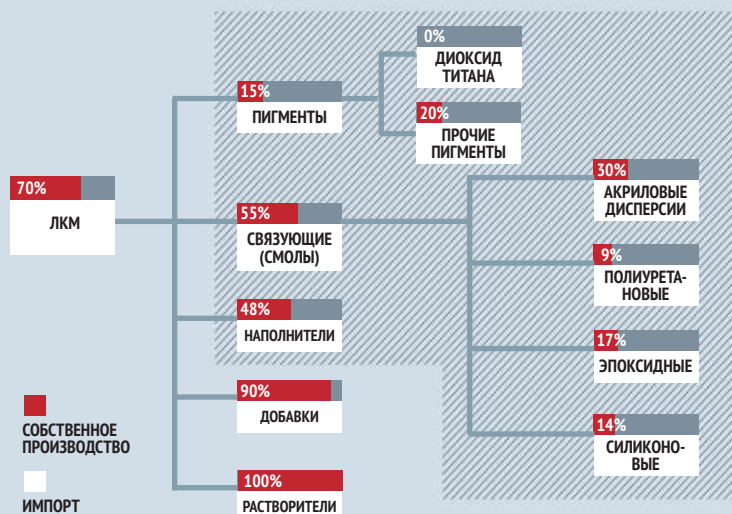 70%
ЛКМ
15%
ПИГМЕНТЫ
0%
ДИОКСИД
ТИТАНА
20%
ПРОЧИЕ
ПИГМЕНТЫ
55%
СВЯЗУЮЩИЕ
(СМОЛЫ)
30%
АКРИЛОВЫЕ
ДИСПЕРСИИ
9%
ПОЛИУРЕТА-
НОВЫЕ
17%
ЭПОКСИДНЫЕ
14%
СИЛИКОНО-
ВЫЕ
48%
НАПОЛНИТЕЛИ
90%
ДОБАВКИ
100%
РАСТВОРИТЕЛИ
СОБСТВЕННОЕ
ПРОИЗВОДСТВО
ИМПОРТ